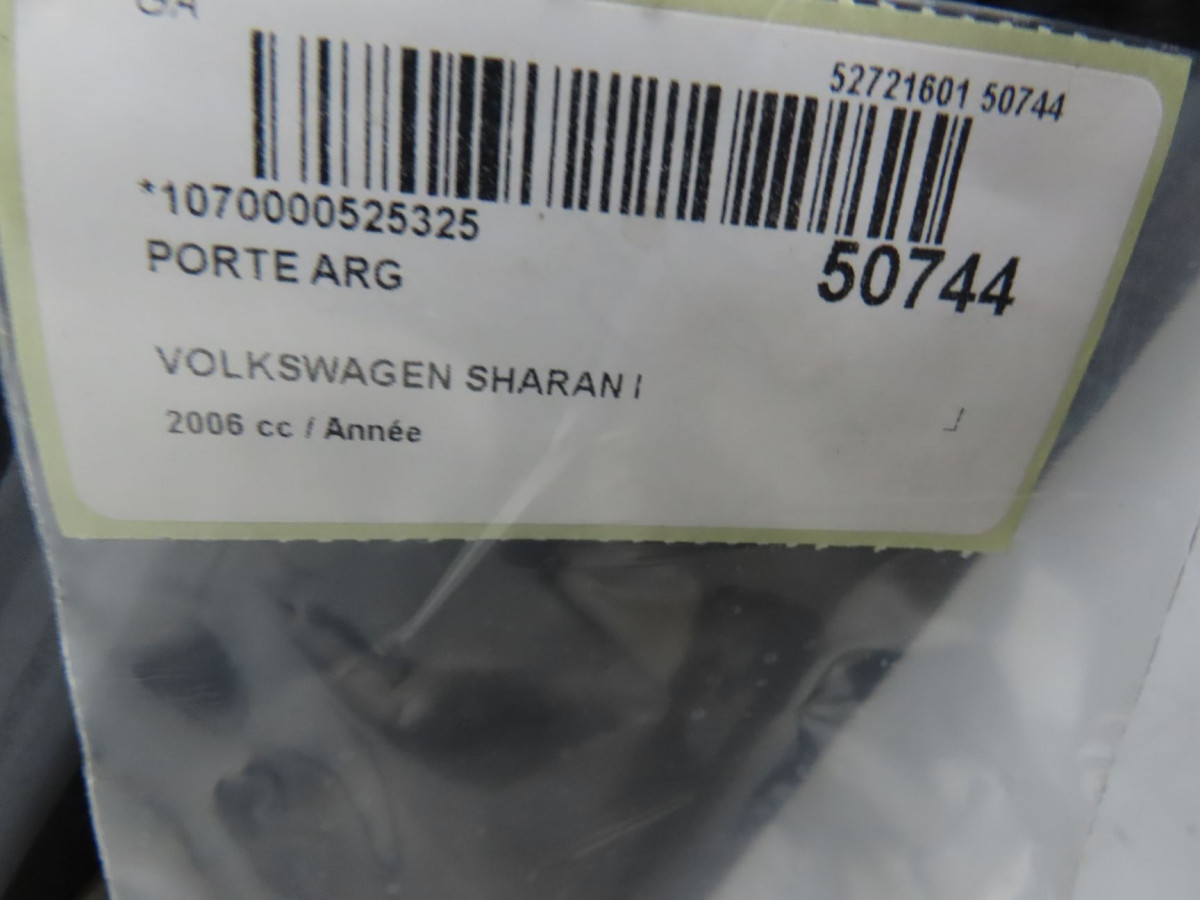 52721601 50744
*1070000525325
PORTE ARG
50744
VOLKSWAGEN SHARAN I
2006 cc / Année